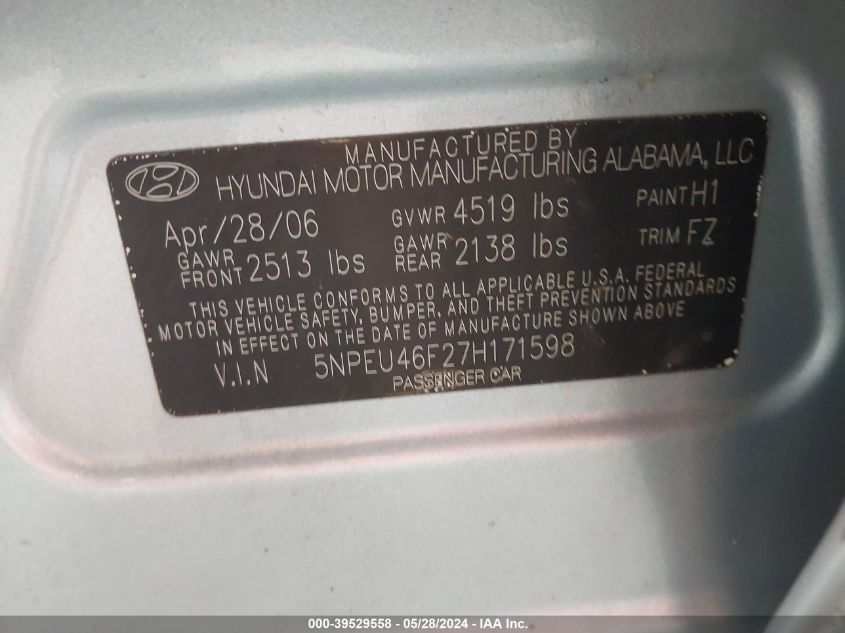 MANUFACTURED BY
HYUNDAI MOTOR MANUFACTURING ALABAMA, LLC
Apr/28/06 GVWR 4519 lbs PAINT H1
GAWR FRONT 2513 lbs GAWR REAR 2138 lbs TRIM FZ
THIS VEHICLE CONFORMS TO ALL APPLICABLE U.S.A. FEDERAL
MOTOR VEHICLE SAFETY, BUMPER, AND THEFT PREVENTION STANDARDS
IN EFFECT ON THE DATE OF MANUFACTURE SHOWN ABOVE
V.I.N 5NPEU46F27H171598
PASSENGER CAR
000-39529558 - 05/28/2024 - IAA Inc.